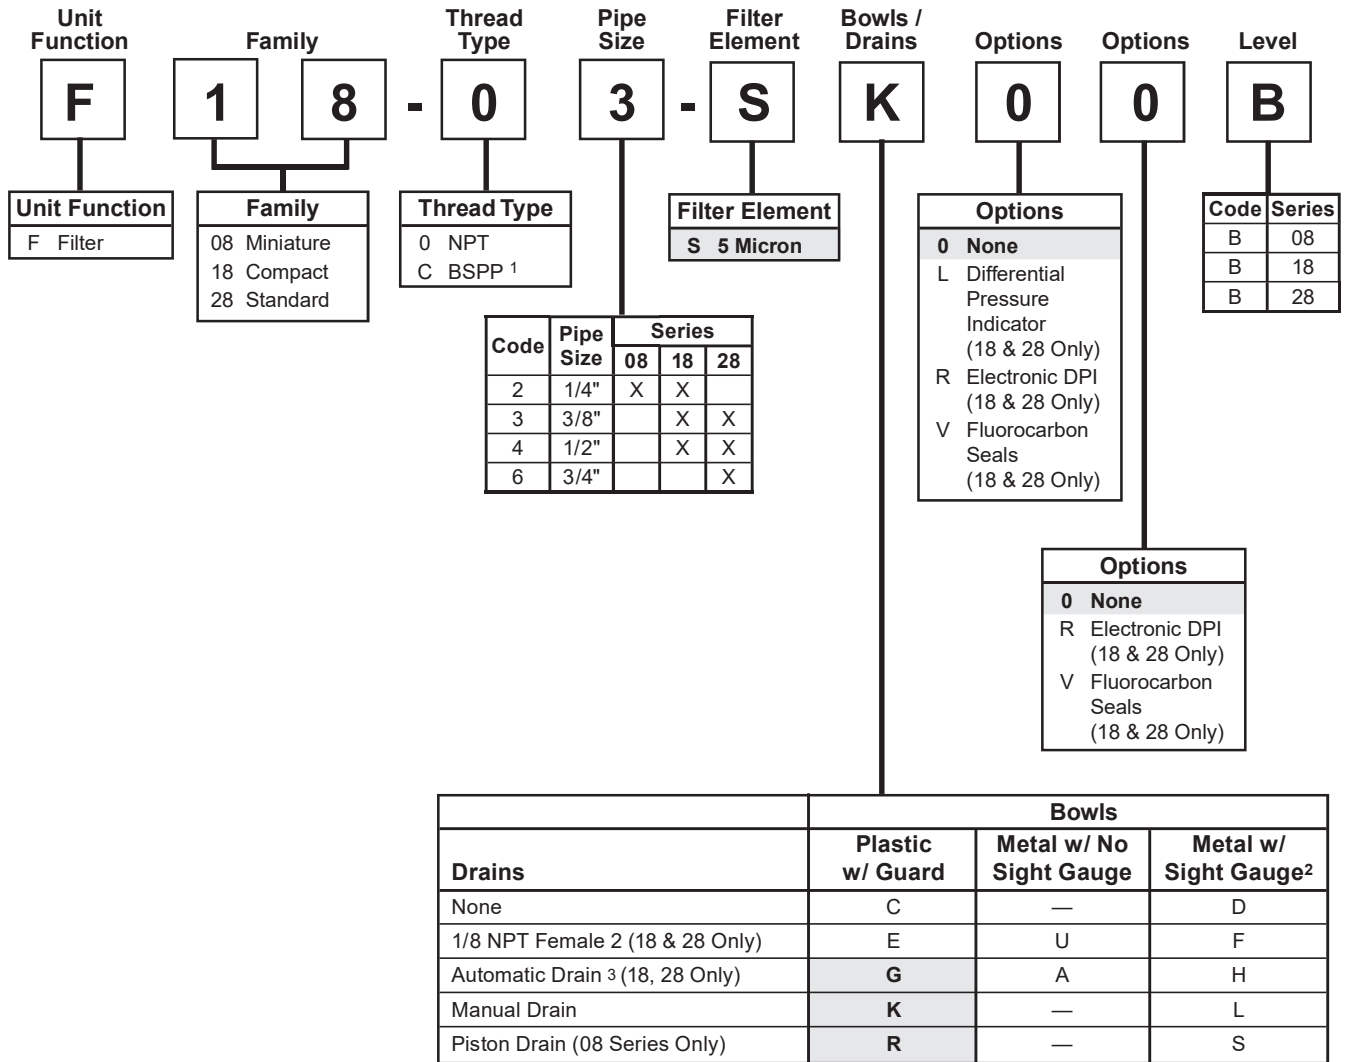 Unit Function
Family
Thread Type
Pipe Size
Filter Element
Bowls / Drains
Options
Options
Level
F 1 8 - 0 3 - S K 0 0 B
Unit Function
F Filter
Family
08 Miniature
18 Compact
28 Standard
Thread Type
0 NPT
C BSPP 1
Code Pipe Size Series
08 18 28
2 1/4" X X
3 3/8" X X
4 1/2" X X
6 3/4" X
Filter Element
S 5 Micron
Options
0 None
L Differential
Pressure
Indicator
(18 & 28 Only)
R Electronic DPI
(18 & 28 Only)
V Fluorocarbon
Seals
(18 & 28 Only)
Options
0 None
R Electronic DPI
(18 & 28 Only)
V Fluorocarbon
Seals
(18 & 28 Only)
Code Series
B 08
B 18
B 28
Bowls
Drains Plastic w/ Guard Metal w/ No Sight Gauge Metal w/ Sight Gauge2
None C — D
1/8 NPT Female 2 (18 & 28 Only) E U F
Automatic Drain 3 (18, 28 Only) G A H
Manual Drain K — L
Piston Drain (08 Series Only) R — S